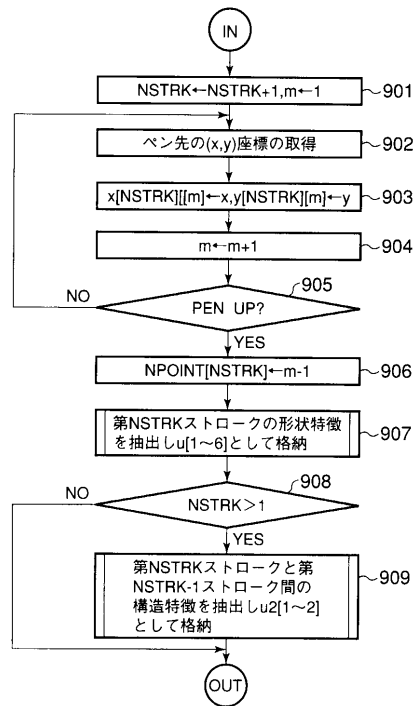 IN
NSTRK←NSTRK+1,m←1
901
ペン先の(x,y)座標の取得
902
x[NSTRK][[m]←x,y[NSTRK][m]←y
903
m←m+1
904
905
NO
PEN UP?
YES
NPOINT[NSTRK]←m-1
906
第NSTRKストロークの形状特徴
を抽出しu[1~6]として格納
907
908
NO
NSTRK>1
YES
第NSTRKストロークと第
NSTRK-1ストローク間の
構造特徴を抽出しu2[1~2]
として格納
909
OUT